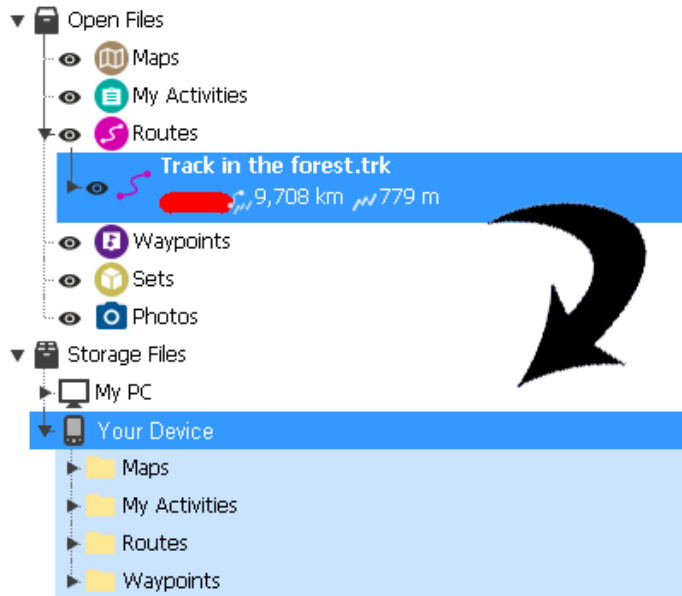 Open Files
Maps
My Activities
Routes
Track in the forest.trk
9,708 km 779 m
Waypoints
Sets
Photos
Storage Files
My PC
Your Device
Maps
My Activities
Routes
Waypoints